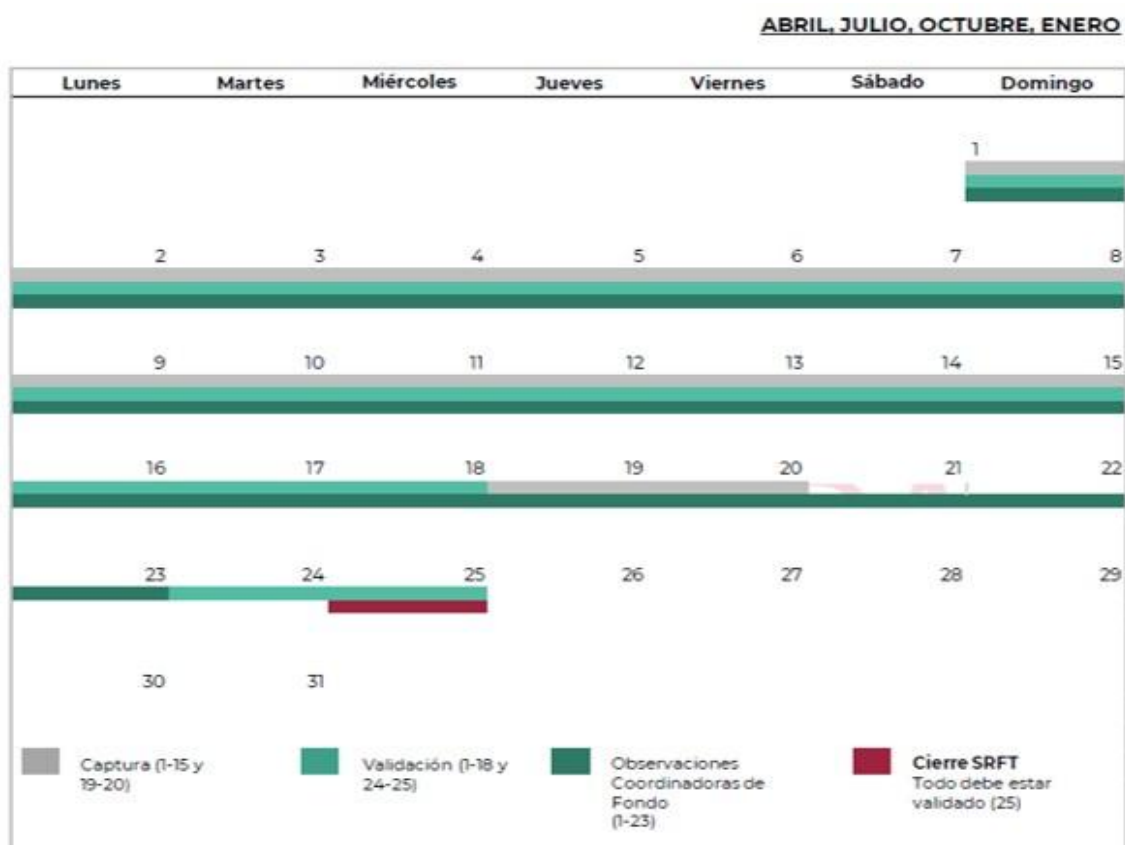 ABRIL, JULIO, OCTUBRE, ENERO
Lunes Martes Miércoles Jueves Viernes Sábado Domingo
1
2 3 4 5 6 7 8
9 10 11 12 13 14 15
16 17 18 19 20 21 22
23 24 25 26 27 28 29
30 31
Captura (1-15 y
19-20)
Validación (1-18 y
24-25)
Observaciones
Coordinadoras de
Fondo
(1-23)
Cierre SRFT
Todo debe estar
validado (25)